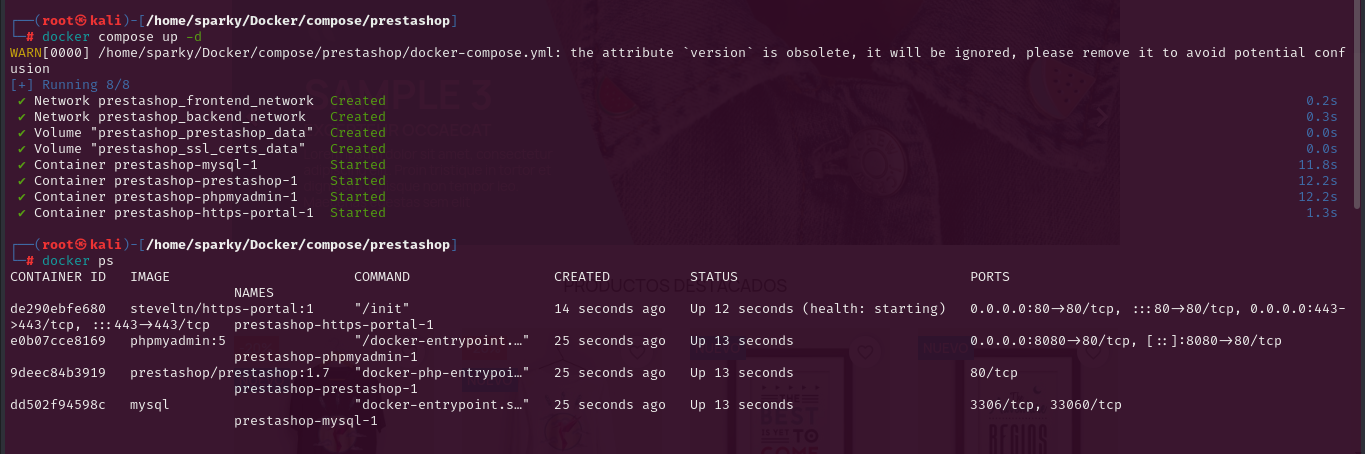 ┌──(root㉿kali)-[/home/sparky/Docker/compose/prestashop]
└─# docker compose up -d
WARN[0000] /home/sparky/Docker/compose/prestashop/docker-compose.yml: the attribute `version` is obsolete, it will be ignored, please remove it to avoid potential conf
usion
[+] Running 8/8
✔ Network prestashop_frontend_network  Created 0.2s
✔ Network prestashop_backend_network   Created 0.3s
✔ Volume "prestashop_prestashop_data"  Created 0.0s
✔ Volume "prestashop_ssl_certs_data"   Created 0.0s
✔ Container prestashop-mysql-1         Started 11.8s
✔ Container prestashop-prestashop-1    Started 12.2s
✔ Container prestashop-phpmyadmin-1    Started 12.2s
✔ Container prestashop-https-portal-1  Started 1.3s
┌──(root㉿kali)-[/home/sparky/Docker/compose/prestashop]
└─# docker ps
CONTAINER ID   IMAGE                       COMMAND                  CREATED          STATUS                             PORTS
NAMES
de290ebfe680   steveltn/https-portal:1     "/init"                  14 seconds ago   Up 12 seconds (health: starting)   0.0.0.0:80->80/tcp, :::80->80/tcp, 0.0.0.0:443-
>443/tcp, :::443->443/tcp   prestashop-https-portal-1
e0b07cce8169   phpmyadmin:5                "/docker-entrypoint.…"   25 seconds ago   Up 13 seconds                      0.0.0.0:8080->80/tcp, [::]:8080->80/tcp
prestashop-phpmyadmin-1
9deec84b3919   prestashop/prestashop:1.7   "docker-php-entrypoi…"   25 seconds ago   Up 13 seconds                      80/tcp
prestashop-prestashop-1
dd502f94598c   mysql                       "docker-entrypoint.s…"   25 seconds ago   Up 13 seconds                      3306/tcp, 33060/tcp
prestashop-mysql-1
PRODUCTOS DESTACADOS